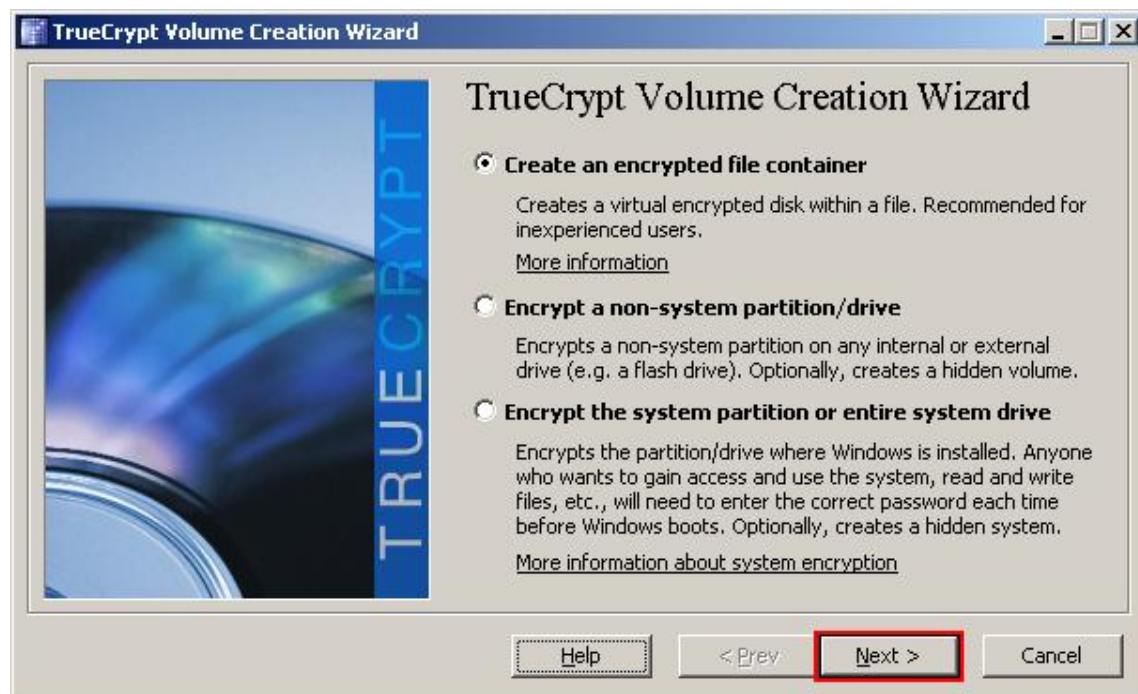 TrueCrypt Volume Creation Wizard
TRUECRYPT
TrueCrypt Volume Creation Wizard
Create an encrypted file container
Creates a virtual encrypted disk within a file. Recommended for
inexperienced users.
More information
Encrypt a non-system partition/drive
Encrypts a non-system partition on any internal or external
drive (e.g. a flash drive). Optionally, creates a hidden volume.
Encrypt the system partition or entire system drive
Encrypts the partition/drive where Windows is installed. Anyone
who wants to gain access and use the system, read and write
files, etc., will need to enter the correct password each time
before Windows boots. Optionally, creates a hidden system.
More information about system encryption
Help
< Prev
Next >
Cancel